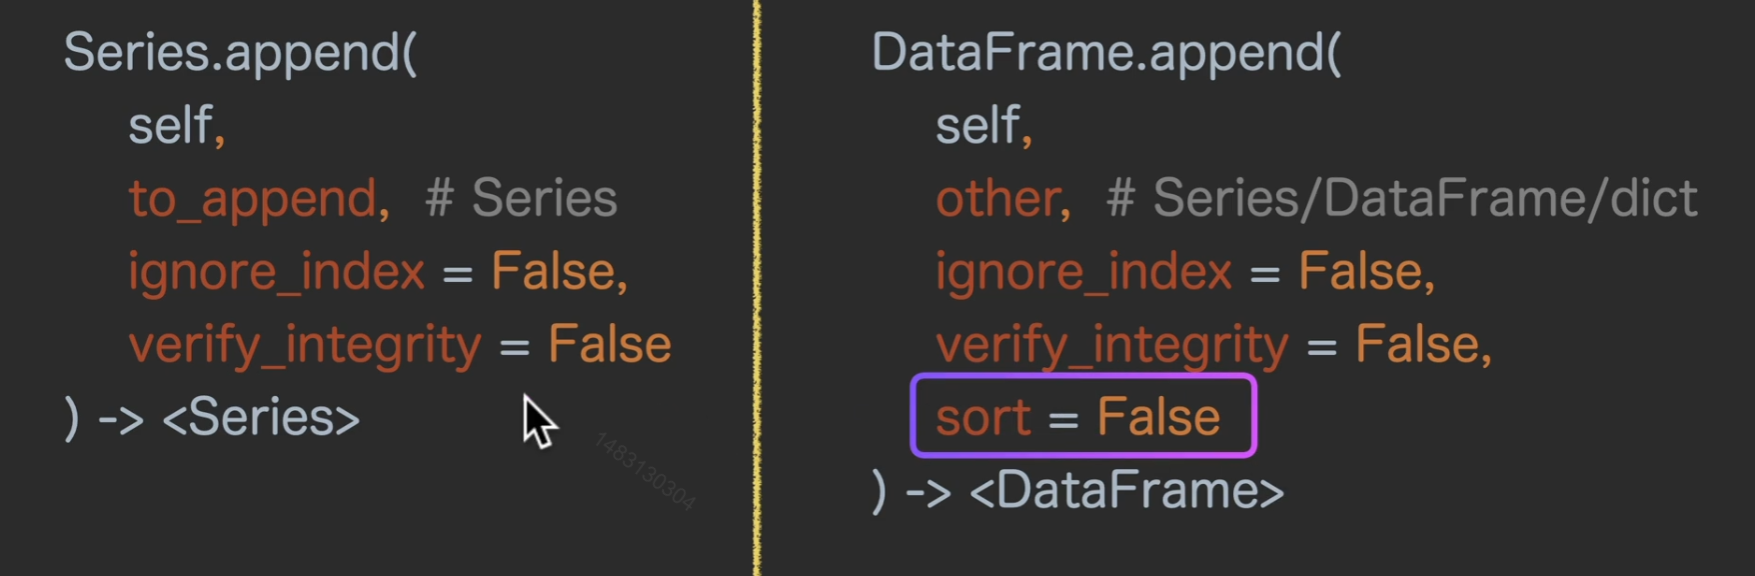 Series.append(
self,
to_append,  # Series
ignore_index = False,
verify_integrity = False
) -> <Series>
1483130304
DataFrame.append(
self,
other,  # Series/DataFrame/dict
ignore_index = False,
verify_integrity = False,
sort = False
) -> <DataFrame>